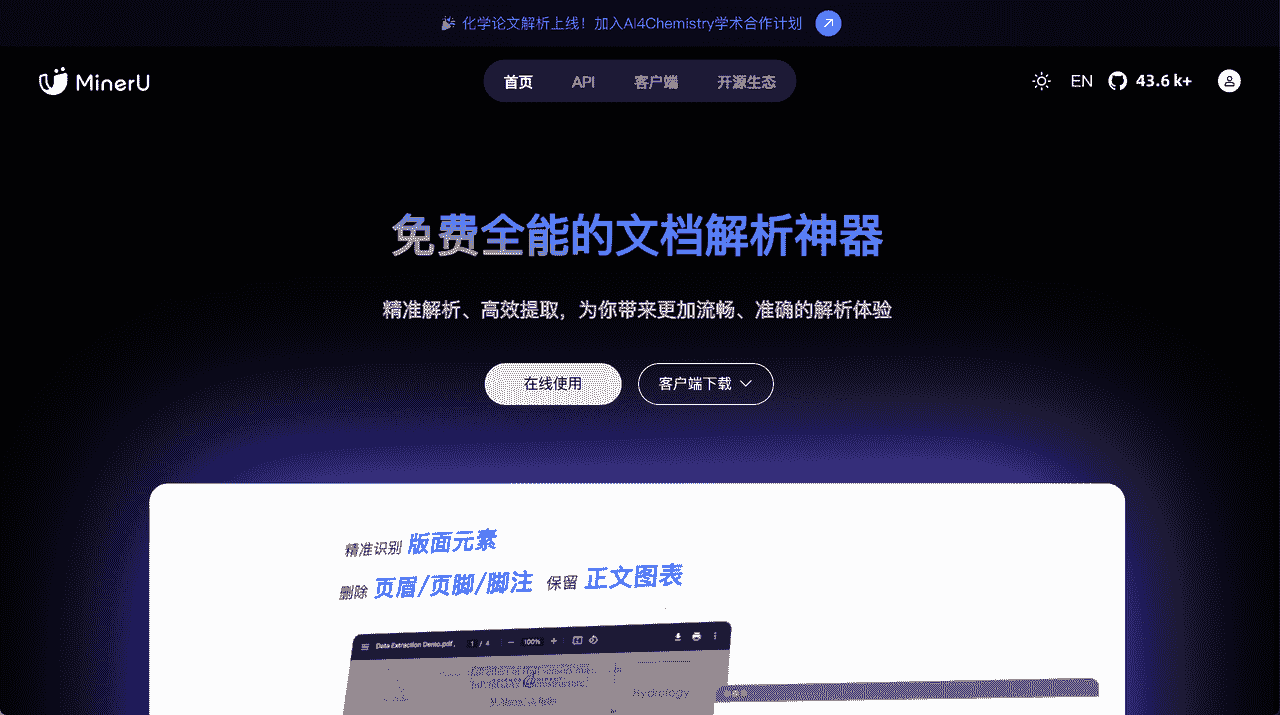 化学论文解析上线！加入AI4Chemistry学术合作计划
MinerU
首页 API 客户端 开源生态
EN 43.6 k+
免费全能的文档解析神器
精准解析、高效提取，为你带来更加流畅、准确的解析体验
在线使用 客户端下载
精准识别 版面元素
删除 页眉/页脚/脚注 保留 正文图表
Data Extraction Demo.pdf 1 / 4 100%
Hydrology